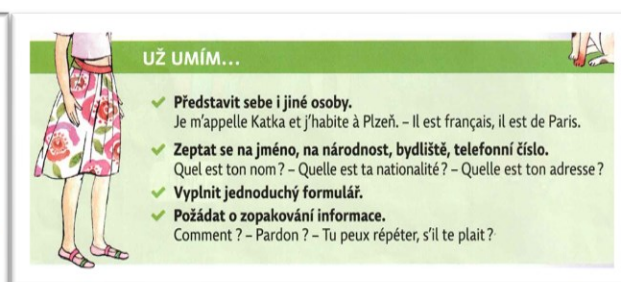 UŽ UMÍM...
Představit sebe i jiné osoby.
Je m'appelle Katka et j'habite à Plzeň. – Il est français, il est de Paris.
Zeptat se na jméno, na národnost, bydliště, telefonní číslo.
Quel est ton nom? – Quelle est ta nationalité? – Quelle est ton adresse?
Vyplnit jednoduchý formulář.
Požádat o zopakování informace.
Comment ? – Pardon ? – Tu peux répéter, s'il te plait?